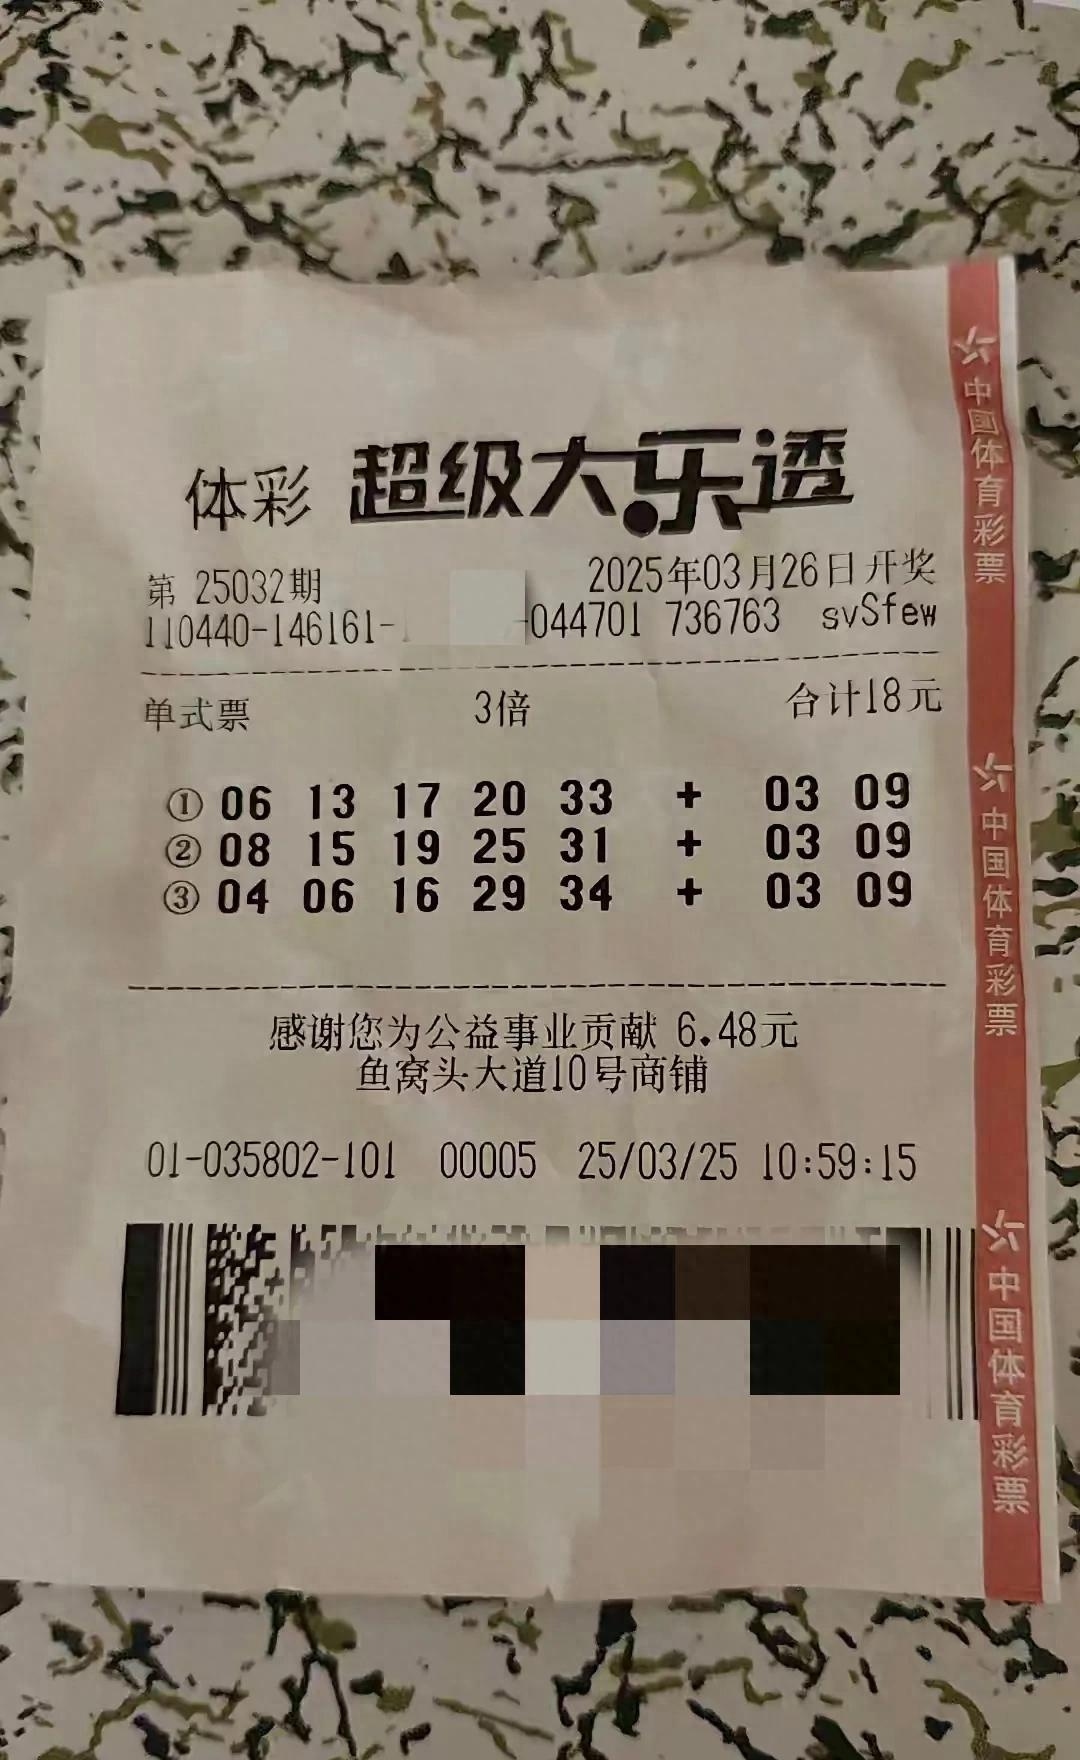 体彩 超级大乐透
第 25032期 2025年03月26日开奖
110440-146161- -044701 736763 svSfew
单式票 3倍 合计18元
① 06 13 17 20 33 + 03 09
② 08 15 19 25 31 + 03 09
③ 04 06 16 29 34 + 03 09
感谢您为公益事业贡献 6.48元
鱼窝头大道10号商铺
01-035802-101 00005 25/03/25 10:59:15
中国体育彩票
中国体育彩票
中国体育彩票